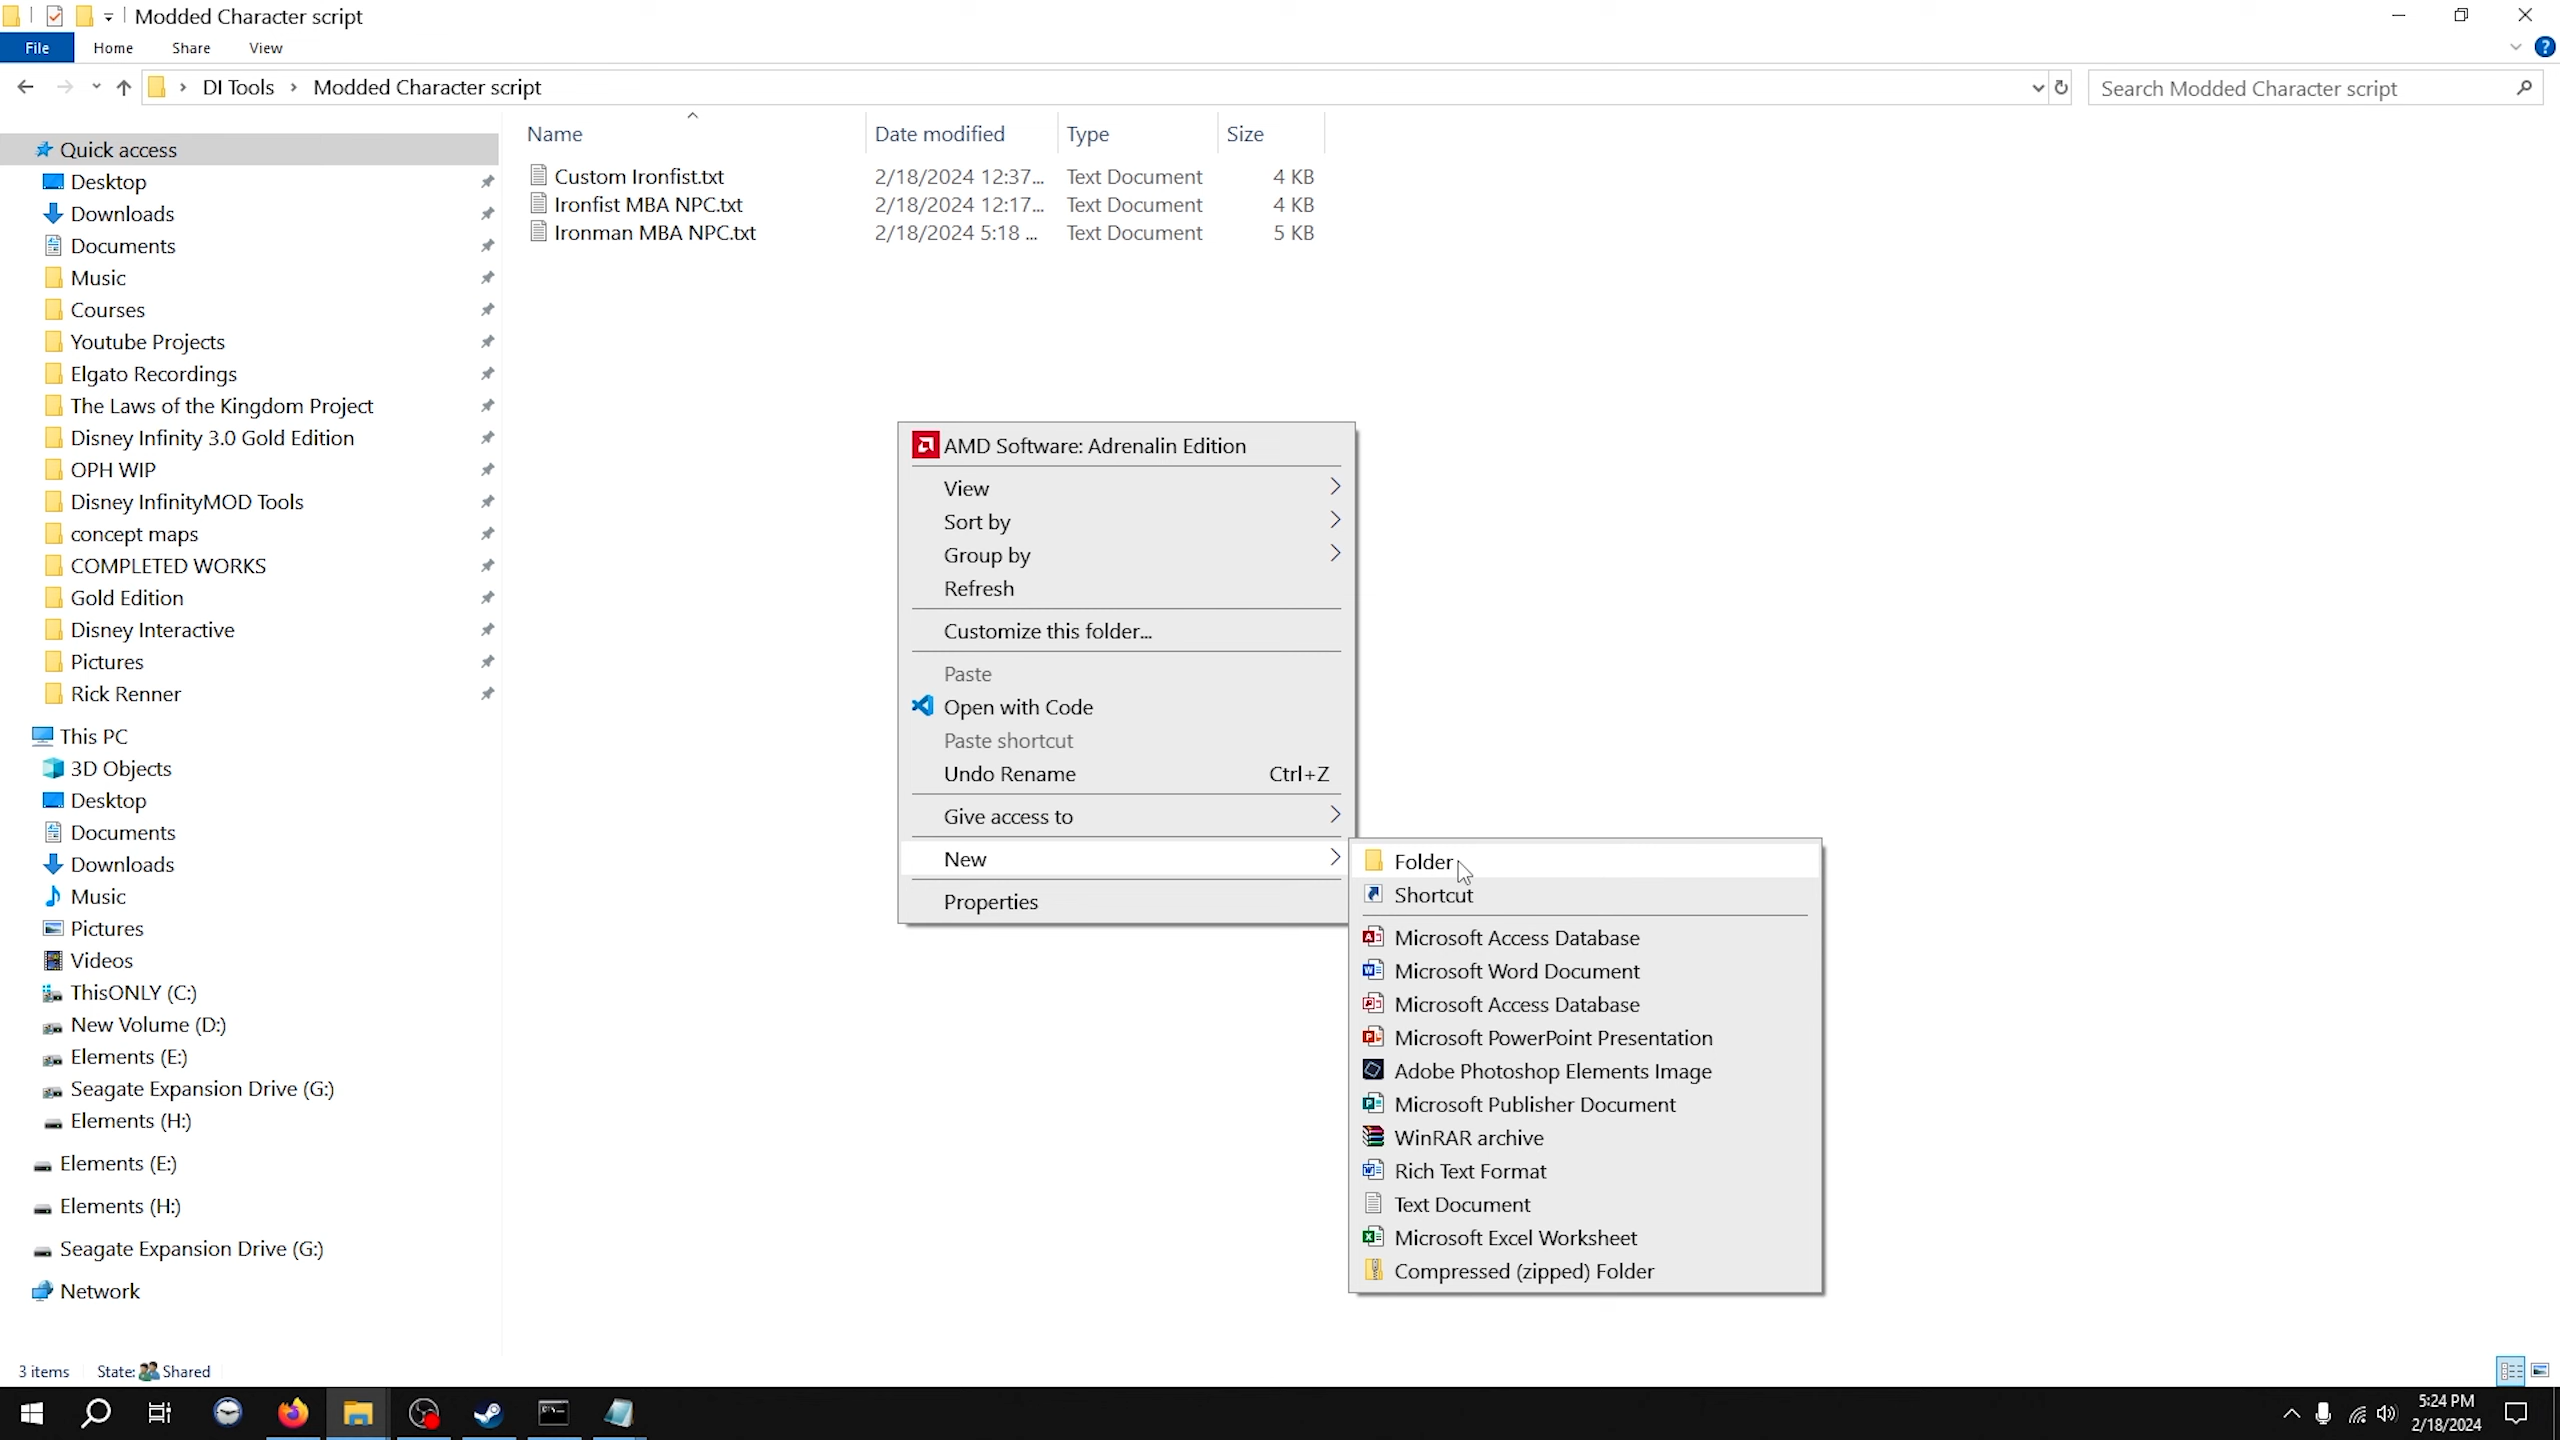 Modded Character script
File
Home
Share
View
DI Tools
Modded Character script
Search Modded Character script
Name
Date modified
Type
Size
Custom Ironfist.txt
2/18/2024 12:37...
Text Document
4 KB
Ironfist MBA NPC.txt
2/18/2024 12:17...
Text Document
4 KB
Ironman MBA NPC.txt
2/18/2024 5:18 ...
Text Document
5 KB
Quick access
Desktop
Downloads
Documents
Music
Courses
Youtube Projects
Elgato Recordings
The Laws of the Kingdom Project
Disney Infinity 3.0 Gold Edition
OPH WIP
Disney InfinityMOD Tools
concept maps
COMPLETED WORKS
Gold Edition
Disney Interactive
Pictures
Rick Renner
This PC
3D Objects
Desktop
Documents
Downloads
Music
Pictures
Videos
ThisONLY (C:)
New Volume (D:)
Elements (E:)
Seagate Expansion Drive (G:)
Elements (H:)
Elements (E:)
Elements (H:)
Seagate Expansion Drive (G:)
Network
AMD Software: Adrenalin Edition
View
Sort by
Group by
Refresh
Customize this folder...
Paste
Open with Code
Paste shortcut
Undo Rename Ctrl+Z
Give access to
New
Properties
Folder
Shortcut
Microsoft Access Database
Microsoft Word Document
Microsoft Access Database
Microsoft PowerPoint Presentation
Adobe Photoshop Elements Image
Microsoft Publisher Document
WinRAR archive
Rich Text Format
Text Document
Microsoft Excel Worksheet
Compressed (zipped) Folder
3 items
State: Shared
5:24 PM
2/18/2024